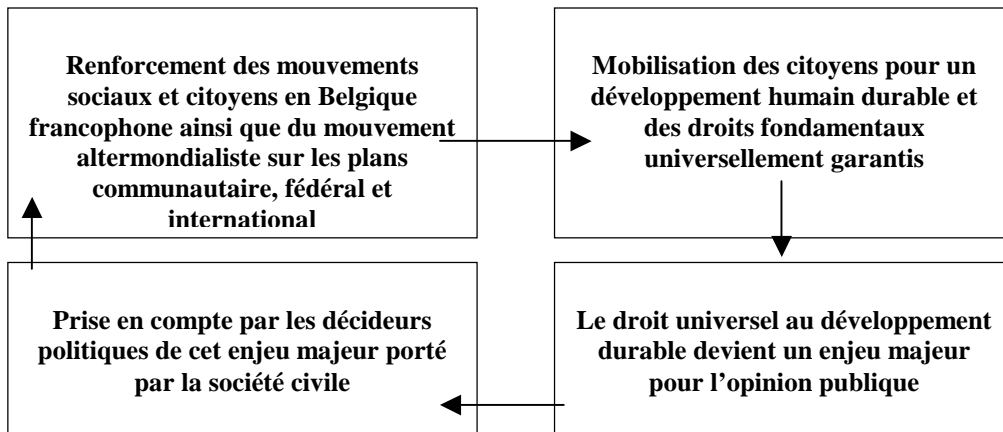 Renforcement des mouvements
sociaux et citoyens en Belgique
francophone ainsi que du mouvement
altermondialiste sur les plans
communautaire, fédéral et
international
Mobilisation des citoyens pour un
développement humain durable et
des droits fondamentaux
universellement garantis
Le droit universel au développement
durable devient un enjeu majeur
pour l’opinion publique
Prise en compte par les décideurs
politiques de cet enjeu majeur porté
par la société civile